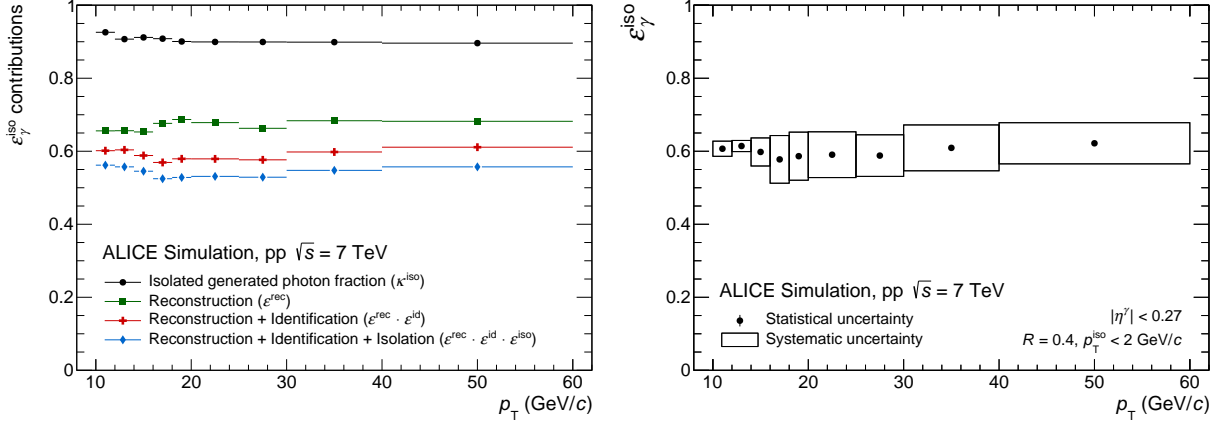 1
0.8
0.6
0.4
0.2
0
ε_γ^iso contributions
ALICE Simulation, pp √s = 7 TeV
Isolated generated photon fraction (κ^iso)
Reconstruction (ε^rec)
Reconstruction + Identification (ε^rec · ε^id)
Reconstruction + Identification + Isolation (ε^rec · ε^id · ε^iso)
10 20 30 40 50 60
p_T (GeV/c)
1
0.8
0.6
0.4
0.2
0
ε_γ^iso
ALICE Simulation, pp √s = 7 TeV
Statistical uncertainty
Systematic uncertainty
|η^γ| < 0.27
R = 0.4, p_T^iso < 2 GeV/c
10 20 30 40 50 60
p_T (GeV/c)